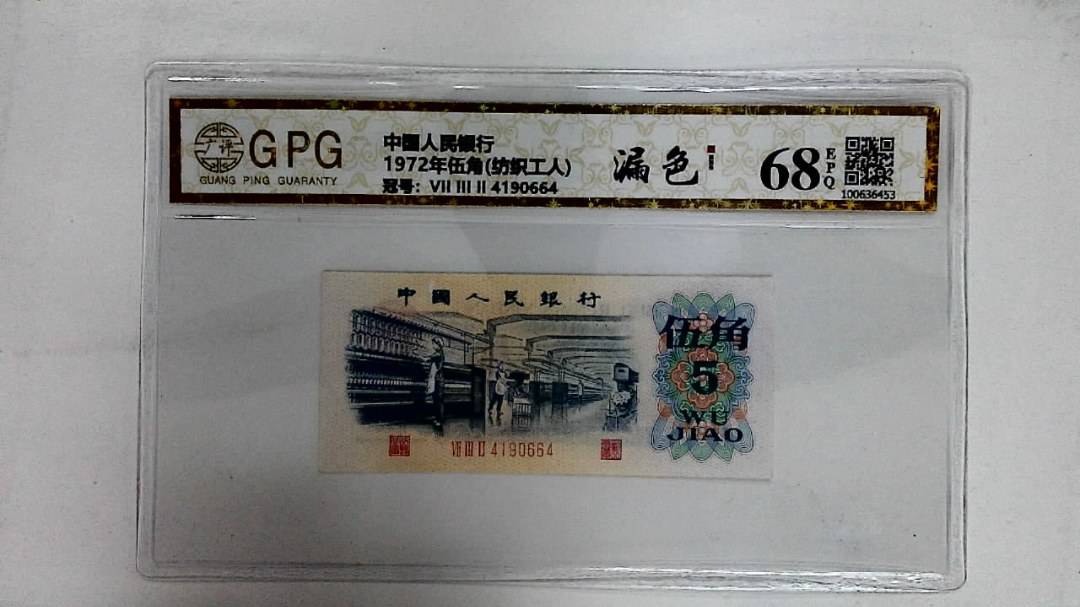 广评
GPG
GUANG PING GUARANTY
中國人民銀行
1972年伍角(纺织工人)
冠号：VII III II 4190664
漏色
68
EPQ
100636453
中國人民銀行
伍角
5
WU
JIAO
VII III II 4190664